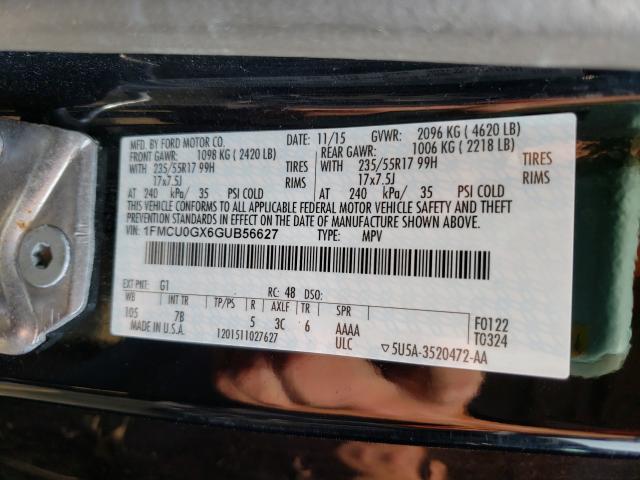 MFD. BY FORD MOTOR CO.
DATE: 11/15 GVWR: 2096 KG ( 4620 LB)
FRONT GAWR: 1098 KG ( 2420 LB)
REAR GAWR: 1006 KG ( 2218 LB)
WITH 235/55R17 99H TIRES
WITH 235/55R17 99H TIRES
17x7.5J RIMS
17x7.5J RIMS
AT 240 kPa/ 35 PSI COLD
AT 240 kPa/ 35 PSI COLD
THIS VEHICLE CONFORMS TO ALL APPLICABLE FEDERAL MOTOR VEHICLE SAFETY AND THEFT
PREVENTION STANDARDS IN EFFECT ON THE DATE OF MANUFACTURE SHOWN ABOVE.
VIN: 1FMCU0GX6GUB56627 TYPE: MPV
EXT PNT: G1 RC: 48 DSO:
WB INT TR TP/PS R AXLF TR SPR
105 7B 5 3C 6 AAAA F0122
MADE IN U.S.A. 1201511027627 ULC T0324
▽5U5A-3520472-AA